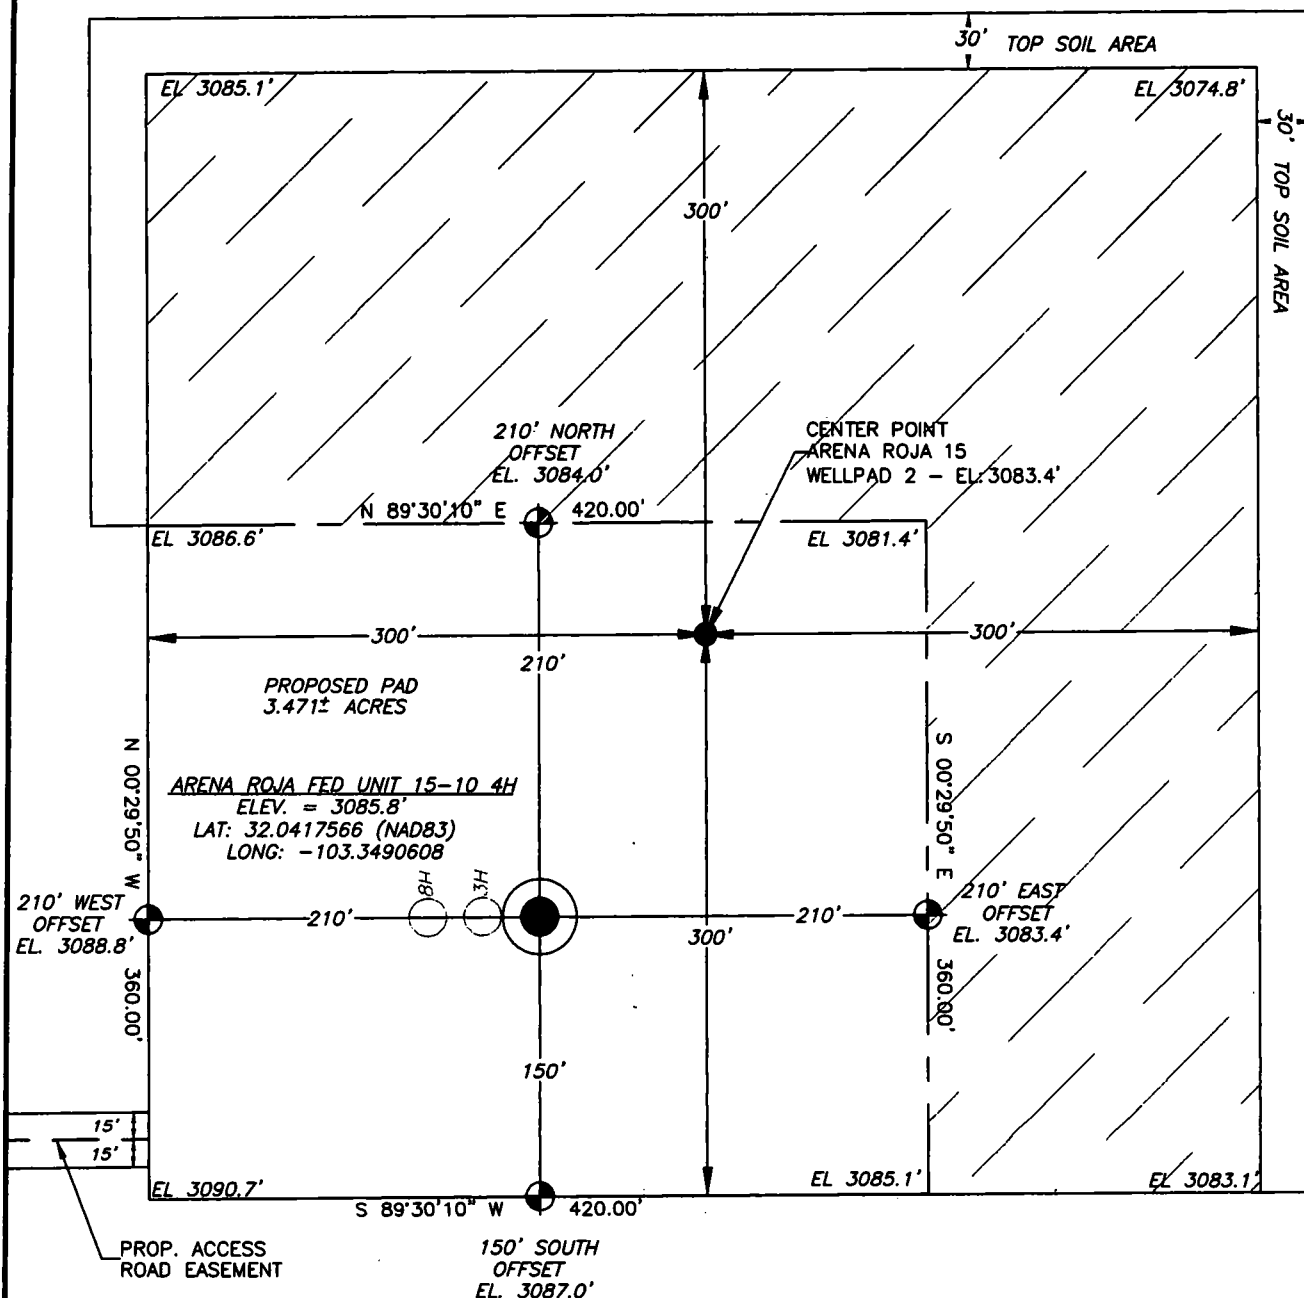 30' TOP SOIL AREA
EL 3085.1'
EL 3074.8'
30' TOP SOIL AREA
300'
210' NORTH
OFFSET
EL. 3084.0'
CENTER POINT
ARENA ROJA 15
WELLPAD 2 - EL: 3083.4'
N 89°30'10" E 420.00'
EL 3086.6'
EL 3081.4'
300'
300'
210'
PROPOSED PAD
3.471± ACRES
N 00°29'50" W 360.00'
S 00°29'50" E 360.00'
ARENA ROJA FED UNIT 15-10 4H
ELEV. = 3085.8'
LAT: 32.0417566 (NAD83)
LONG: -103.3490608
8H
3H
210' WEST
OFFSET
EL. 3088.8'
210'
210'
210' EAST
OFFSET
EL. 3083.4'
300'
150'
15'
15'
EL 3090.7'
EL 3085.1'
EL 3083.1'
S 89°30'10" W 420.00'
PROP. ACCESS
ROAD EASEMENT
150' SOUTH
OFFSET
EL. 3087.0'